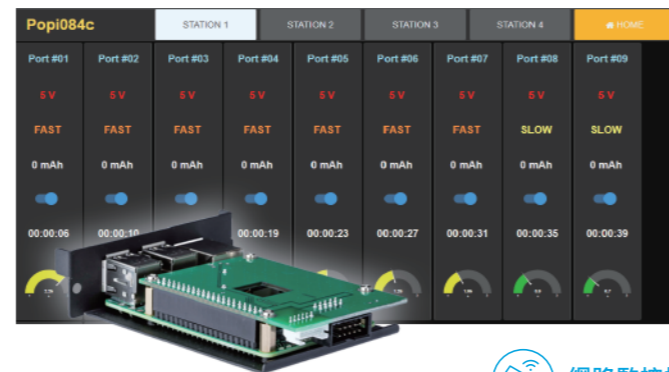 Popi084c STATION 1 STATION 2 STATION 3 STATION 4 HOME
Port #01 Port #02 Port #03 Port #04 Port #05 Port #06 Port #07 Port #08 Port #09
5 V 5 V 5 V 5 V 5 V 5 V 5 V 5 V 5 V
FAST FAST FAST FAST FAST FAST FAST SLOW SLOW
0 mAh 0 mAh 0 mAh 0 mAh 0 mAh 0 mAh 0 mAh 0 mAh 0 mAh
00:00:06 00:00:10 00:00:19 00:00:23 00:00:27 00:00:31 00:00:35 00:00:39